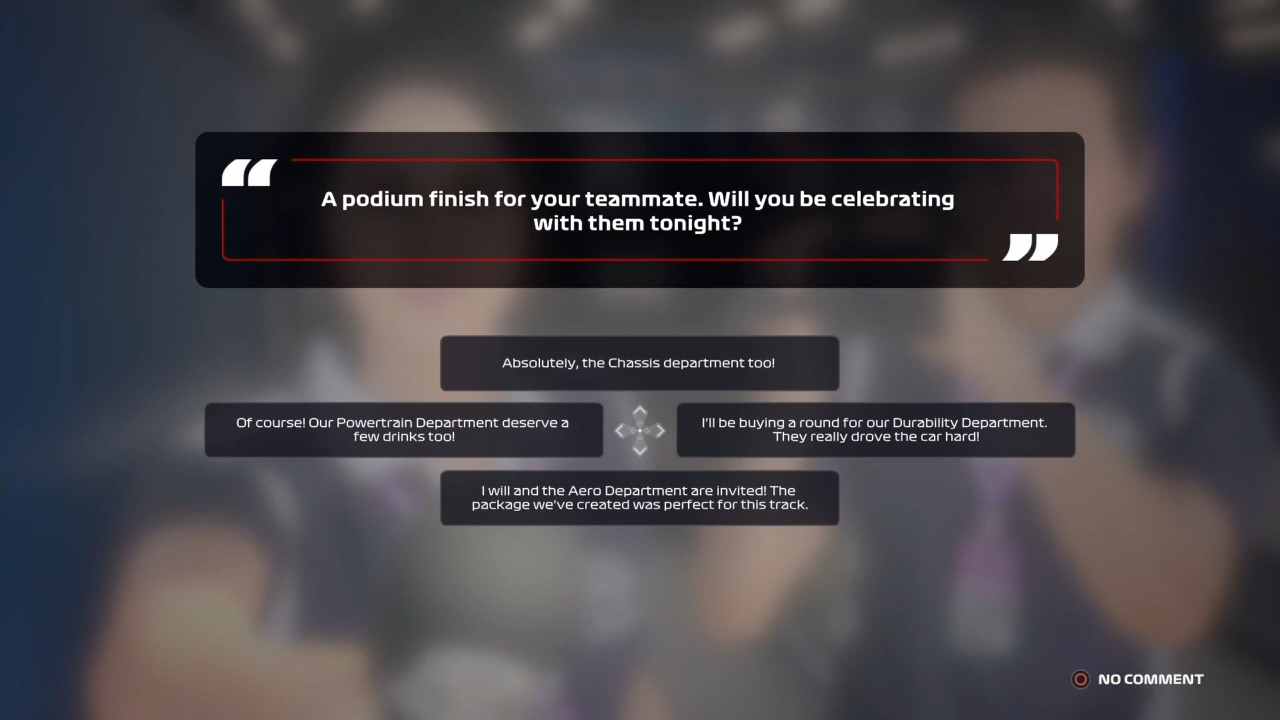 A podium finish for your teammate. Will you be celebrating
with them tonight?
Absolutely, the Chassis department too!
Of course! Our Powertrain Department deserve a
few drinks too!
I'll be buying a round for our Durability Department.
They really drove the car hard!
I will and the Aero Department are invited! The
package we've created was perfect for this track.
NO COMMENT